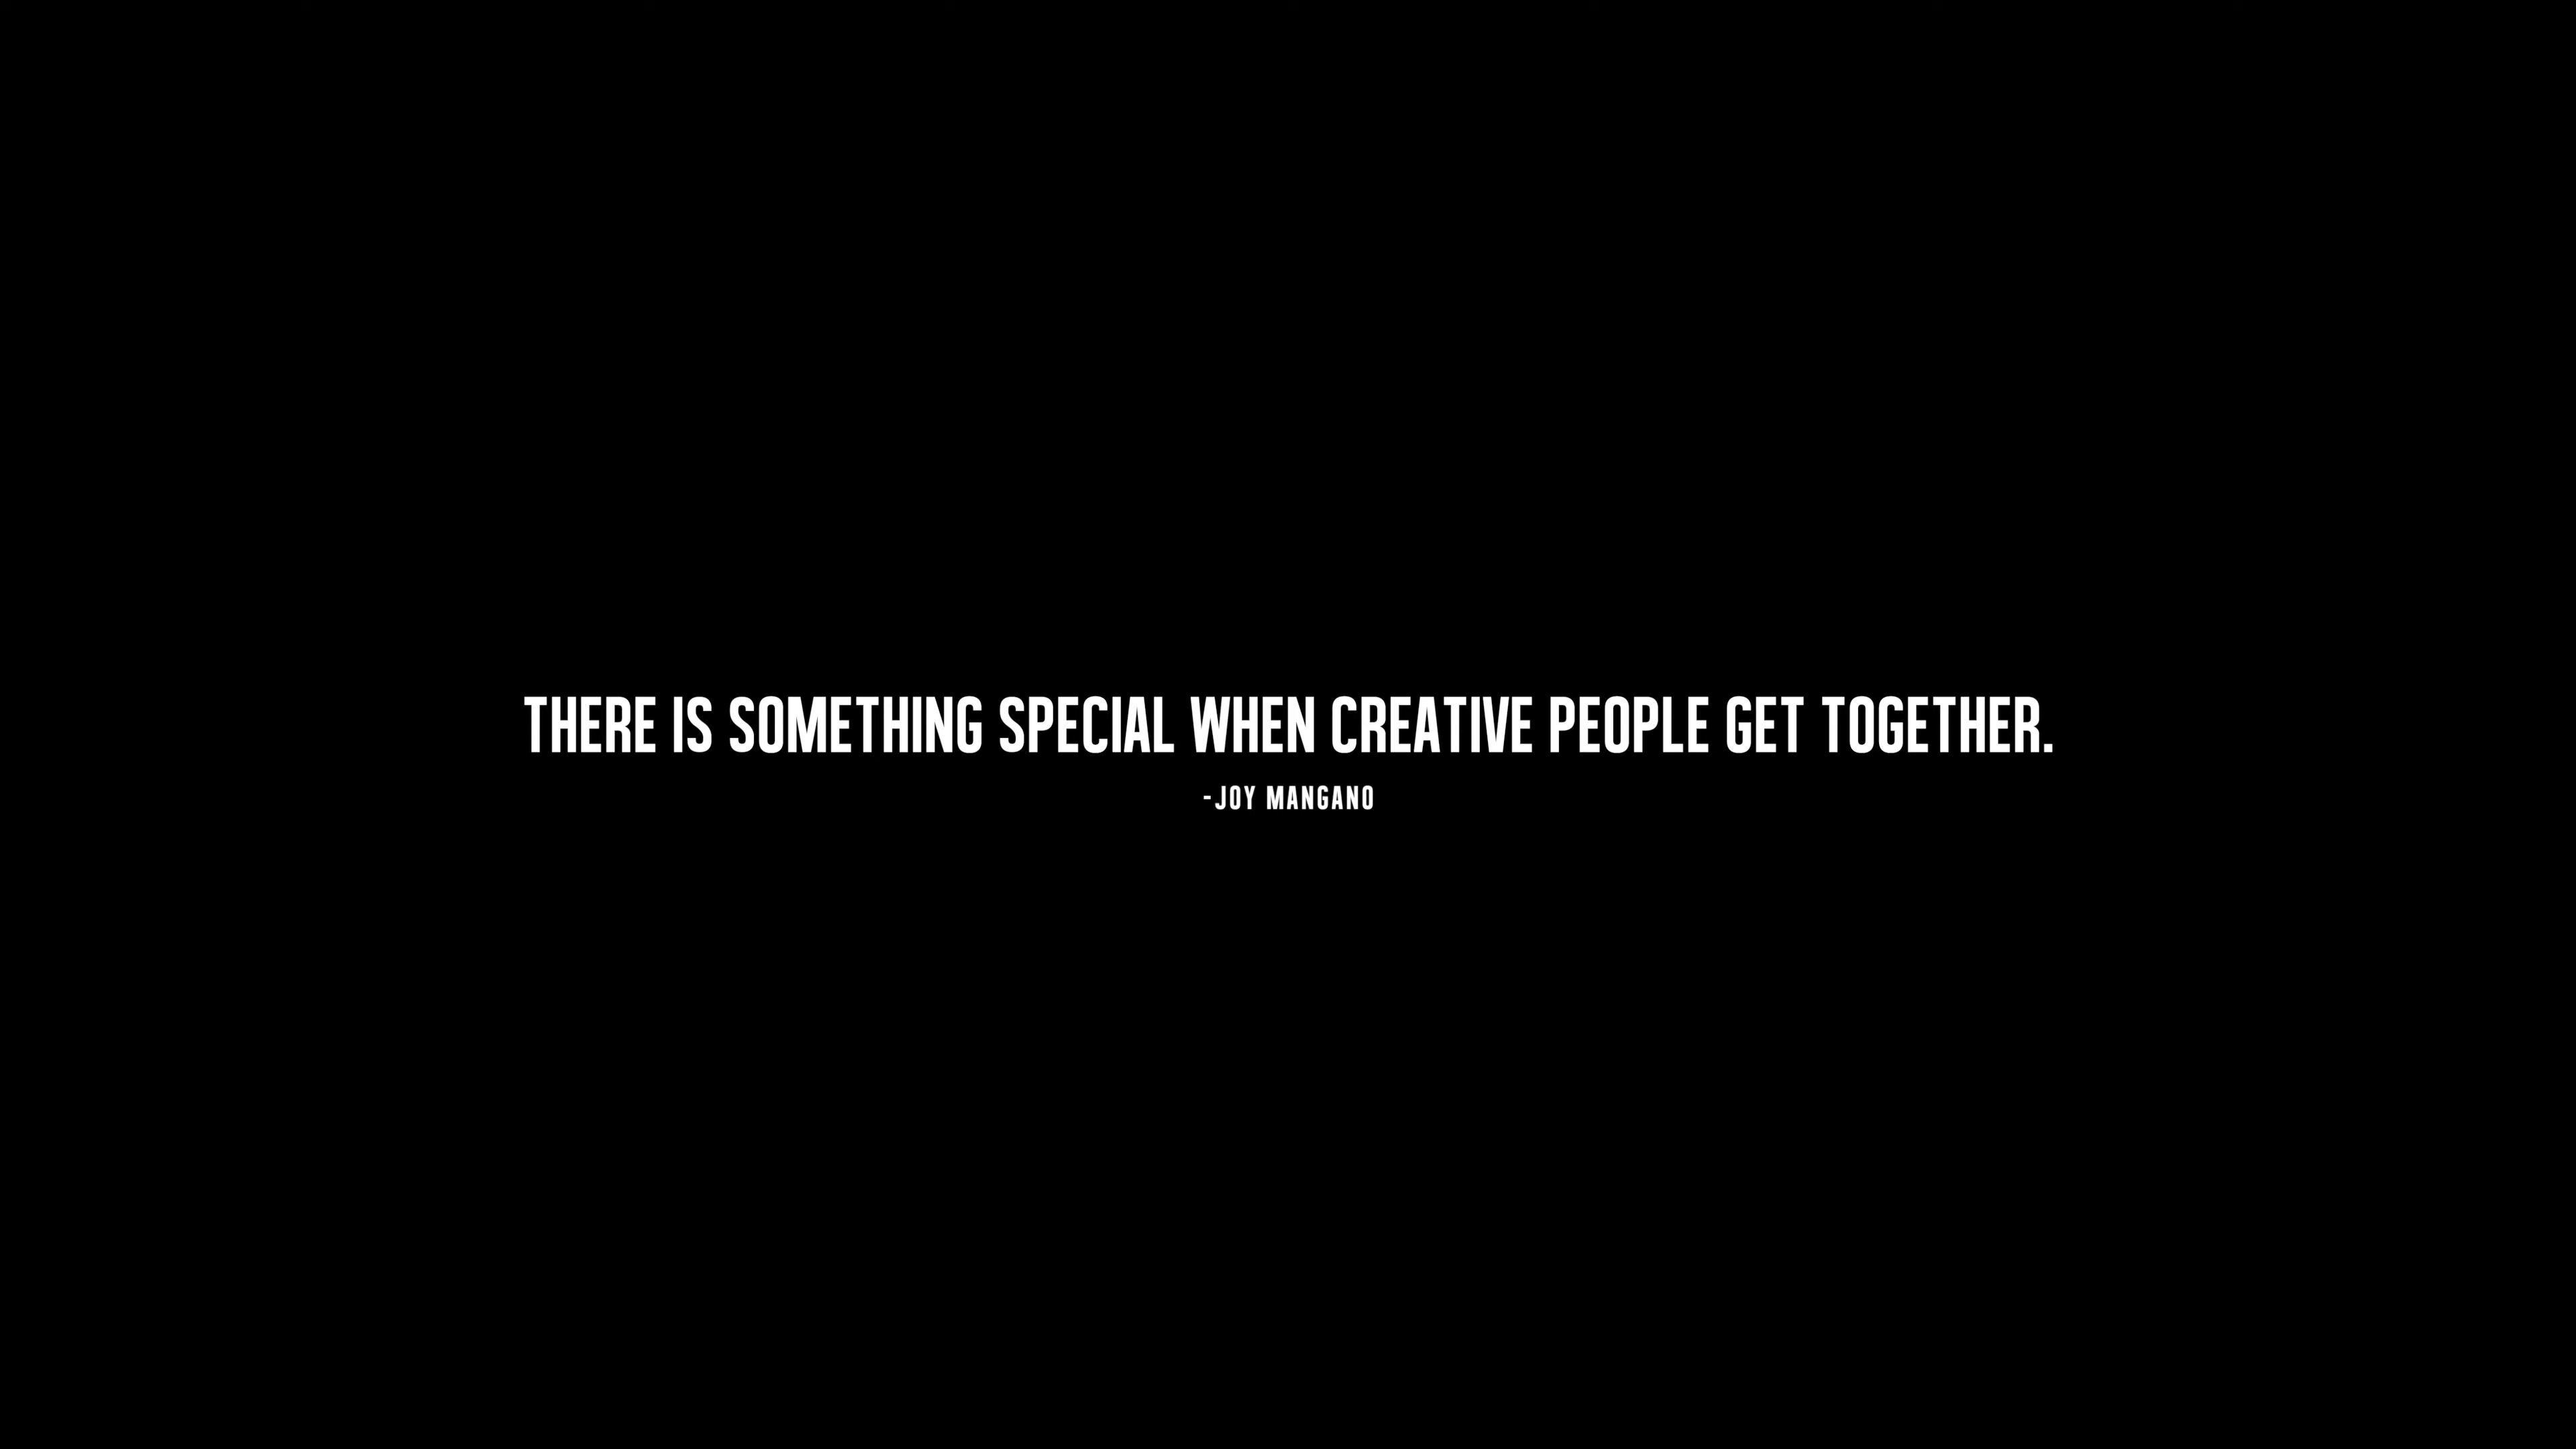 THERE IS SOMETHING SPECIAL WHEN CREATIVE PEOPLE GET TOGETHER.
-JOY MANGANO